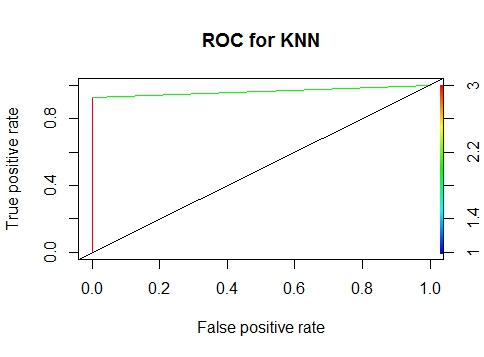 ROC for KNN
True positive rate
0.0 0.4 0.8
0.0 0.2 0.4 0.6 0.8 1.0
False positive rate
1 1.4 2.2 3